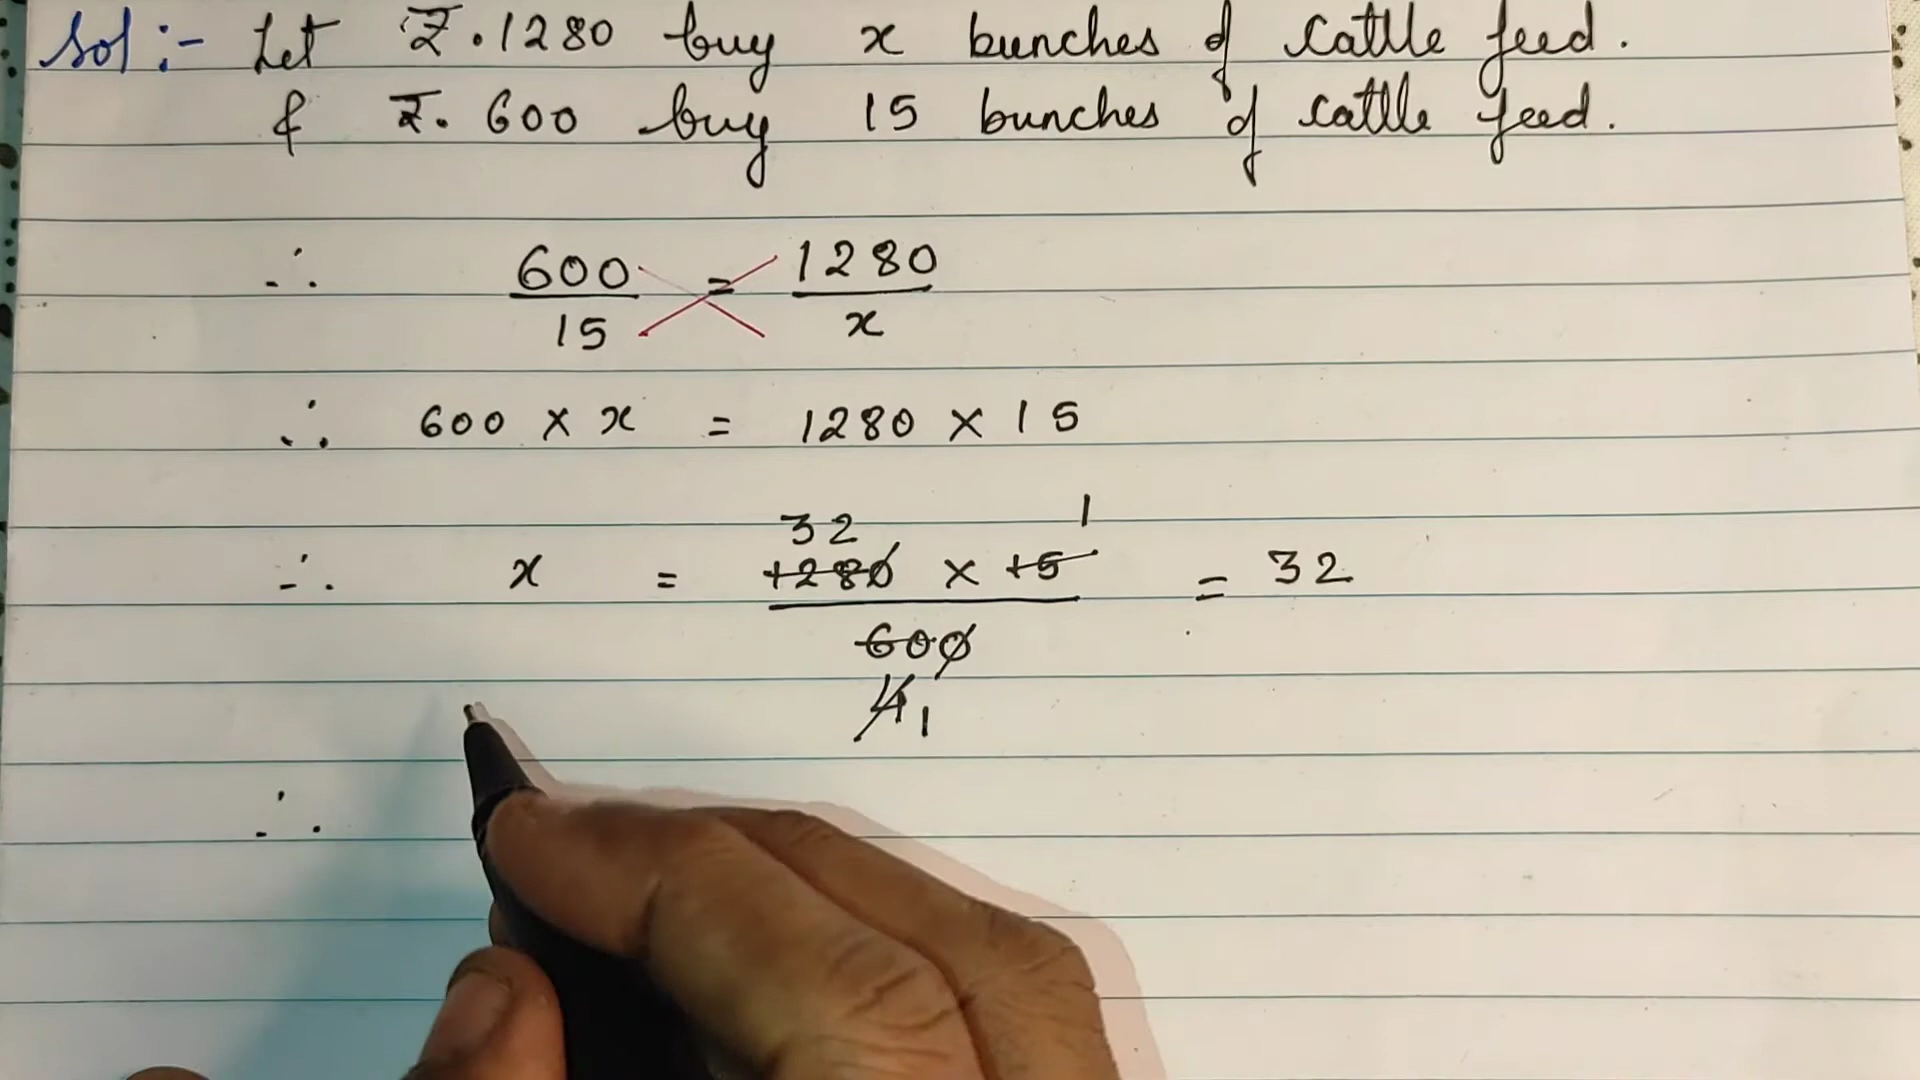 Sol :- Let ₹. 1280 buy x bunches of cattle feed.
& ₹. 600 buy 15 bunches of cattle feed.
∴ 600/15 = 1280/x
∴ 600 × x = 1280 × 15
32 1
∴ x = 1280 × 15 / 600 = 32
4 1
∴